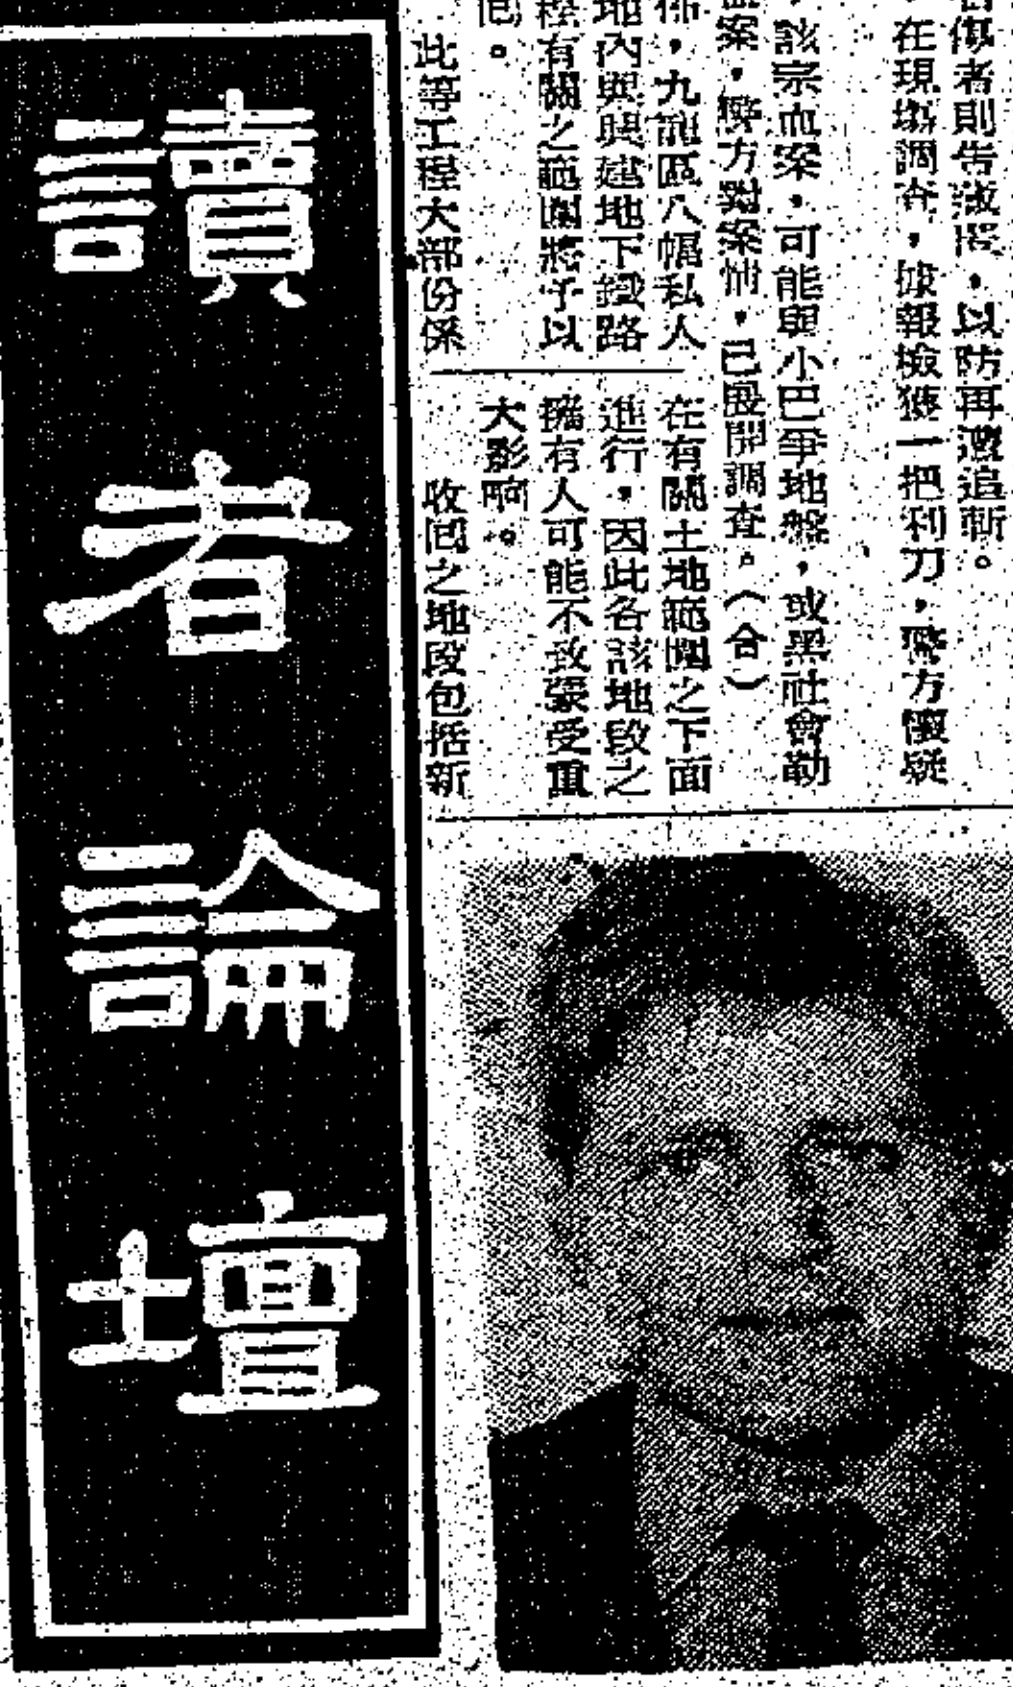 傷者則告
以防再遭追斬。
在現場調查，據報檢獲一把利刀，警方懷疑
，該宗血案，可能與小巴爭地盤，或黑社會勒
案，警方對案情，已展開調查。（合）
，九龍區八幅私人
地內與興建地下鐵路
程有關之範圍將予以
回。
此等工程大部份係
在有關土地範圍之下面
進行，因此各該地段之
擁有人可能不致蒙受重
大影响。
收回之地段包括新
讀者論壇